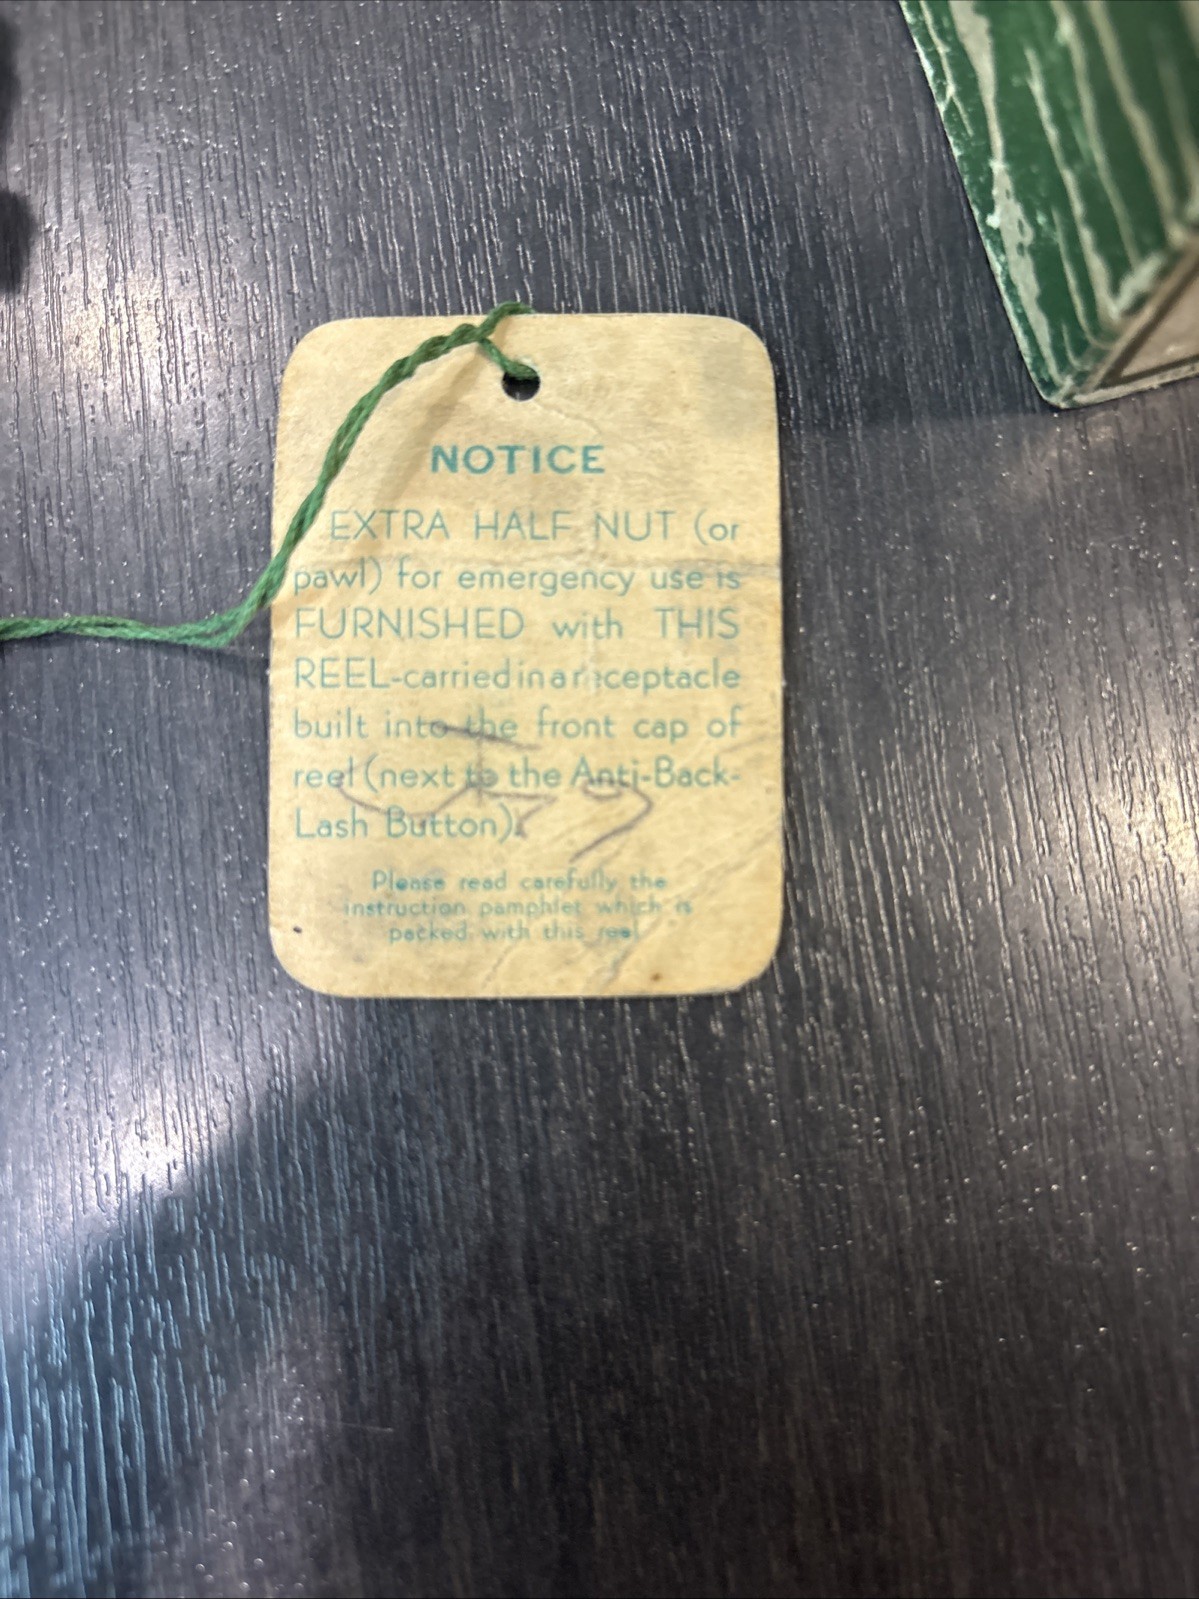 NOTICE
EXTRA HALF NUT (or
pawl) for emergency use is
FURNISHED with THIS
REEL-carried in a receptacle
built into the front cap of
reel (next to the Anti-Back-
Lash Button).
Please read carefully the
instruction pamphlet which is
packed with this reel